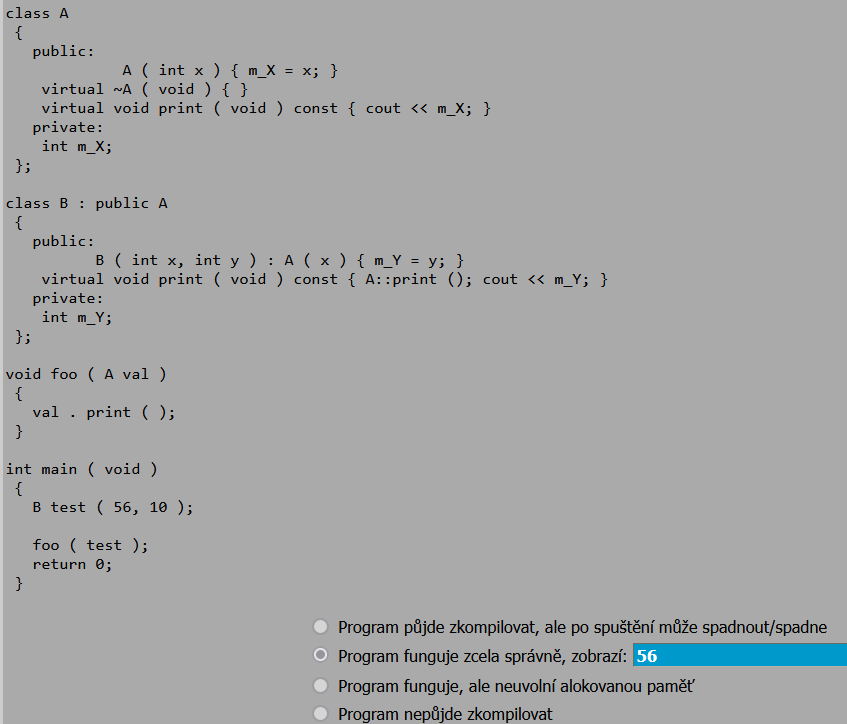 class A
 {
   public:
             A ( int x ) { m_X = x; }
    virtual ~A ( void ) { }
    virtual void print ( void ) const { cout << m_X; }
   private:
    int m_X;
 };

class B : public A
 {
   public:
          B ( int x, int y ) : A ( x ) { m_Y = y; }
    virtual void print ( void ) const { A::print (); cout << m_Y; }
   private:
    int m_Y;
 };

void foo ( A val )
 {
   val . print ( );
 }

int main ( void )
 {
   B test ( 56, 10 );

   foo ( test );
   return 0;
 }
Program půjde zkompilovat, ale po spuštění může spadnout/spadne
Program funguje zcela správně, zobrazí: 56
Program funguje, ale neuvolní alokovanou paměť
Program nepůjde zkompilovat